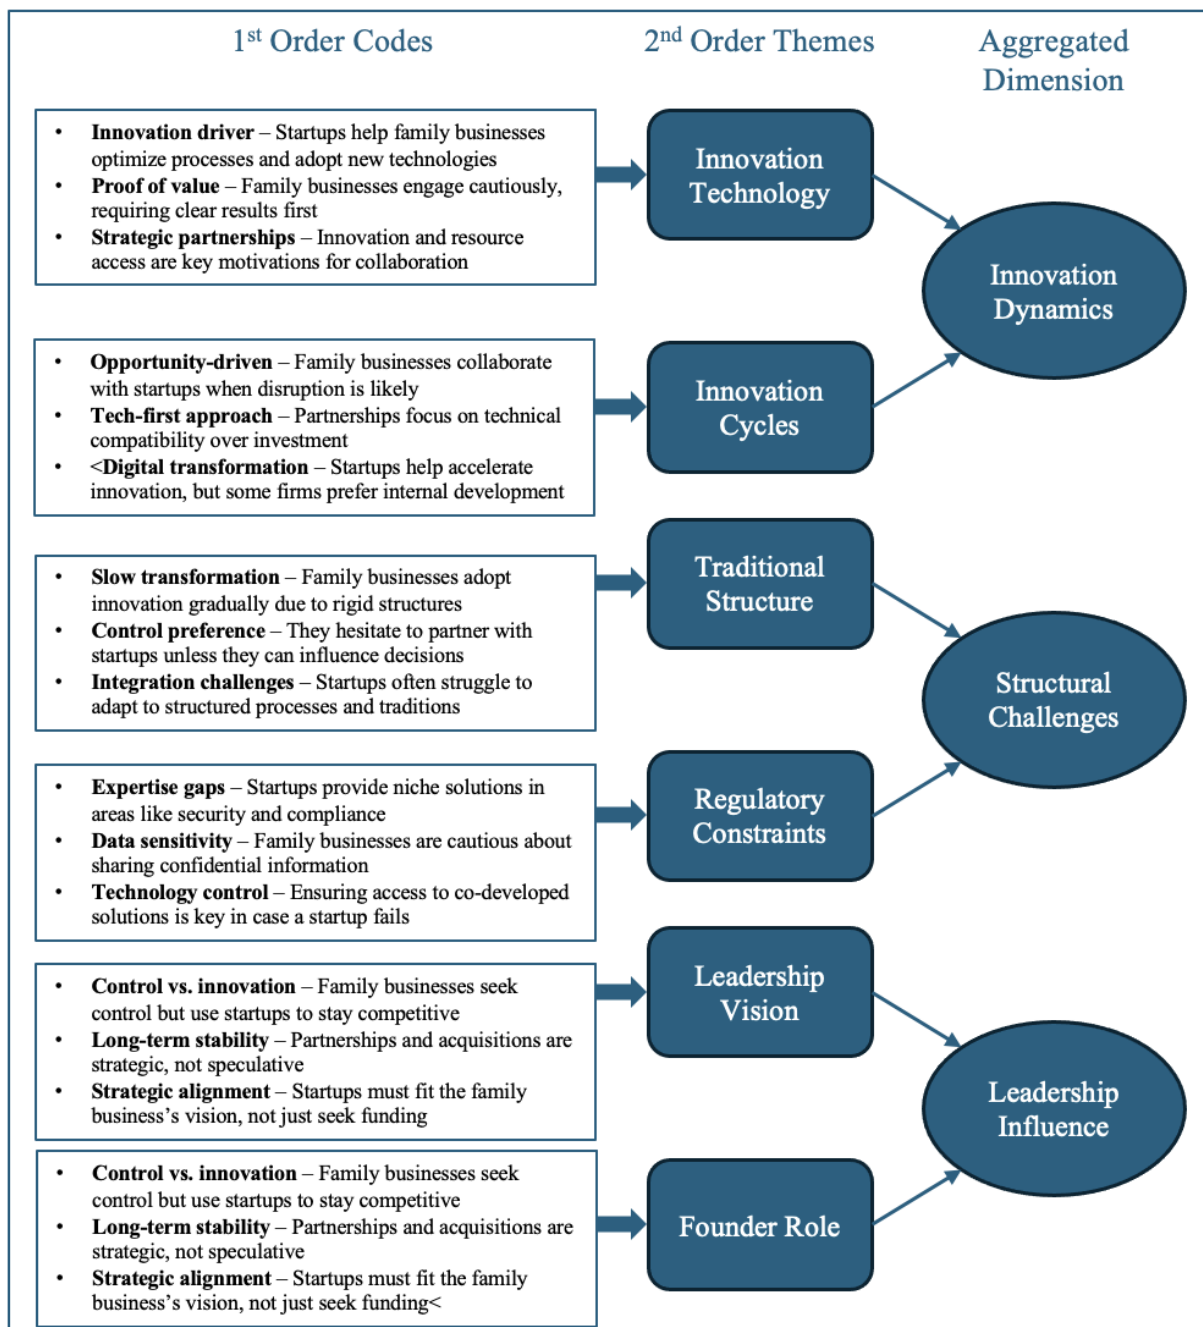 1st Order Codes
2nd Order Themes
Aggregated
Dimension
• Innovation driver – Startups help family businesses
optimize processes and adopt new technologies
• Proof of value – Family businesses engage cautiously,
requiring clear results first
• Strategic partnerships – Innovation and resource
access are key motivations for collaboration
Innovation
Technology
Innovation
Dynamics
• Opportunity-driven – Family businesses collaborate
with startups when disruption is likely
• Tech-first approach – Partnerships focus on technical
compatibility over investment
• <Digital transformation – Startups help accelerate
innovation, but some firms prefer internal development
Innovation
Cycles
• Slow transformation – Family businesses adopt
innovation gradually due to rigid structures
• Control preference – They hesitate to partner with
startups unless they can influence decisions
• Integration challenges – Startups often struggle to
adapt to structured processes and traditions
Traditional
Structure
Structural
Challenges
• Expertise gaps – Startups provide niche solutions in
areas like security and compliance
• Data sensitivity – Family businesses are cautious about
sharing confidential information
• Technology control – Ensuring access to co-developed
solutions is key in case a startup fails
Regulatory
Constraints
• Control vs. innovation – Family businesses seek
control but use startups to stay competitive
• Long-term stability – Partnerships and acquisitions are
strategic, not speculative
• Strategic alignment – Startups must fit the family
business’s vision, not just seek funding
Leadership
Vision
Leadership
Influence
• Control vs. innovation – Family businesses seek
control but use startups to stay competitive
• Long-term stability – Partnerships and acquisitions are
strategic, not speculative
• Strategic alignment – Startups must fit the family
business’s vision, not just seek funding<
Founder Role